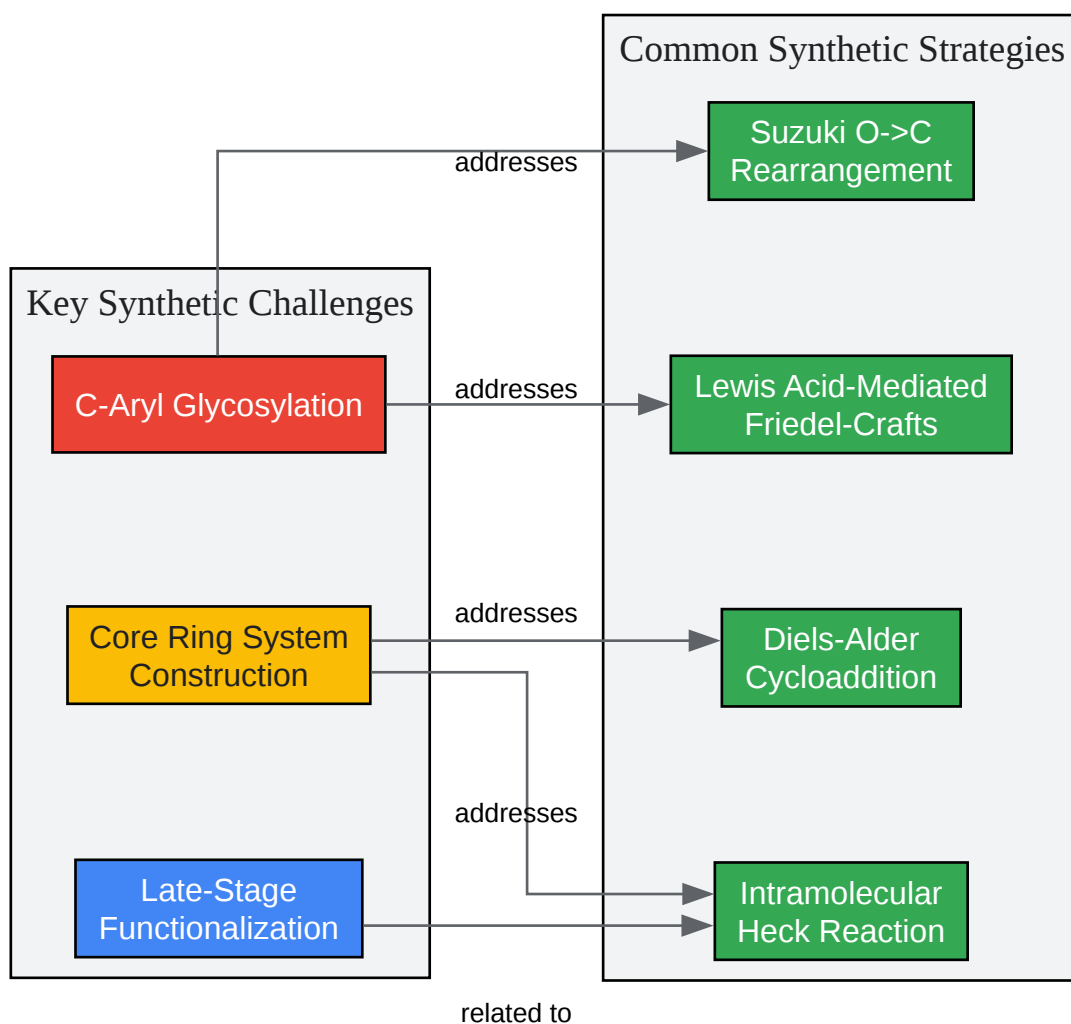 Common Synthetic Strategies
Suzuki O->C
Rearrangement
addresses
Key Synthetic Challenges
C-Aryl Glycosylation
addresses
Lewis Acid-Mediated
Friedel-Crafts
Core Ring System
Construction
addresses
Diels-Alder
Cycloaddition
addresses
Late-Stage
Functionalization
Intramolecular
Heck Reaction
related to